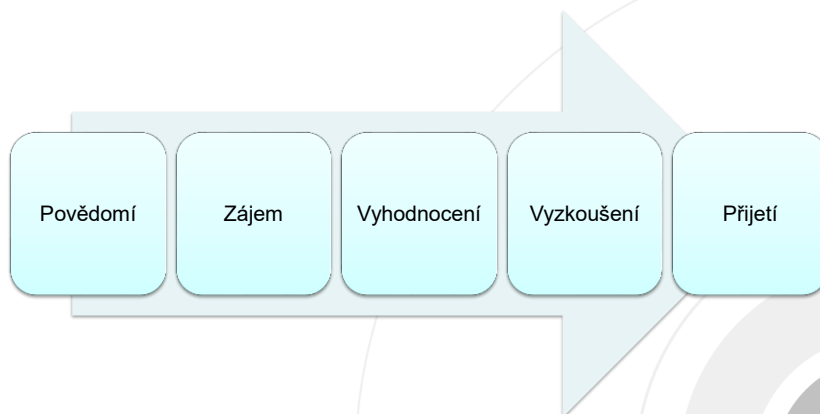 Povědomí
Zájem
Vyhodnocení
Vyzkoušení
Přijetí